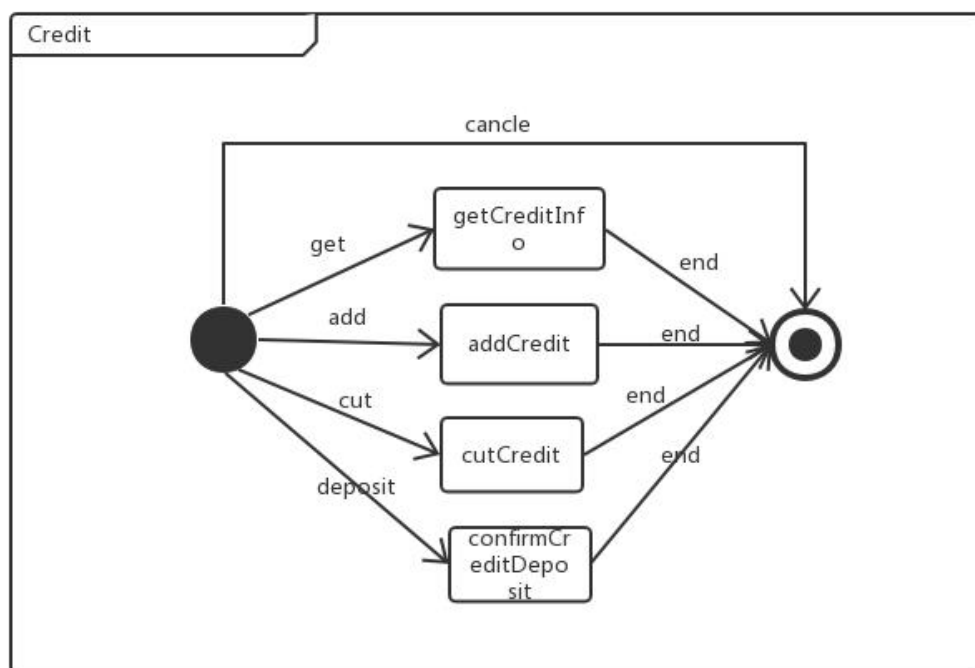 Credit
cancle
getCreditInf
o
get
end
add
addCredit
end
cut
cutCredit
end
deposit
end
confirmCr
editDepo
sit